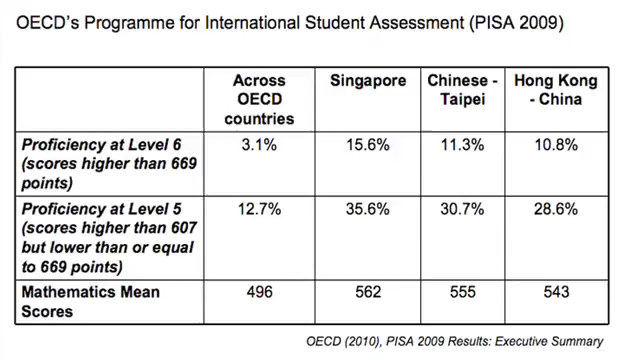 OECD's Programme for International Student Assessment (PISA 2009)
Across OECD countries Singapore Chinese - Taipei Hong Kong - China
Proficiency at Level 6 (scores higher than 669 points) 3.1% 15.6% 11.3% 10.8%
Proficiency at Level 5 (scores higher than 607 but lower than or equal to 669 points) 12.7% 35.6% 30.7% 28.6%
Mathematics Mean Scores 496 562 555 543
OECD (2010), PISA 2009 Results: Executive Summary